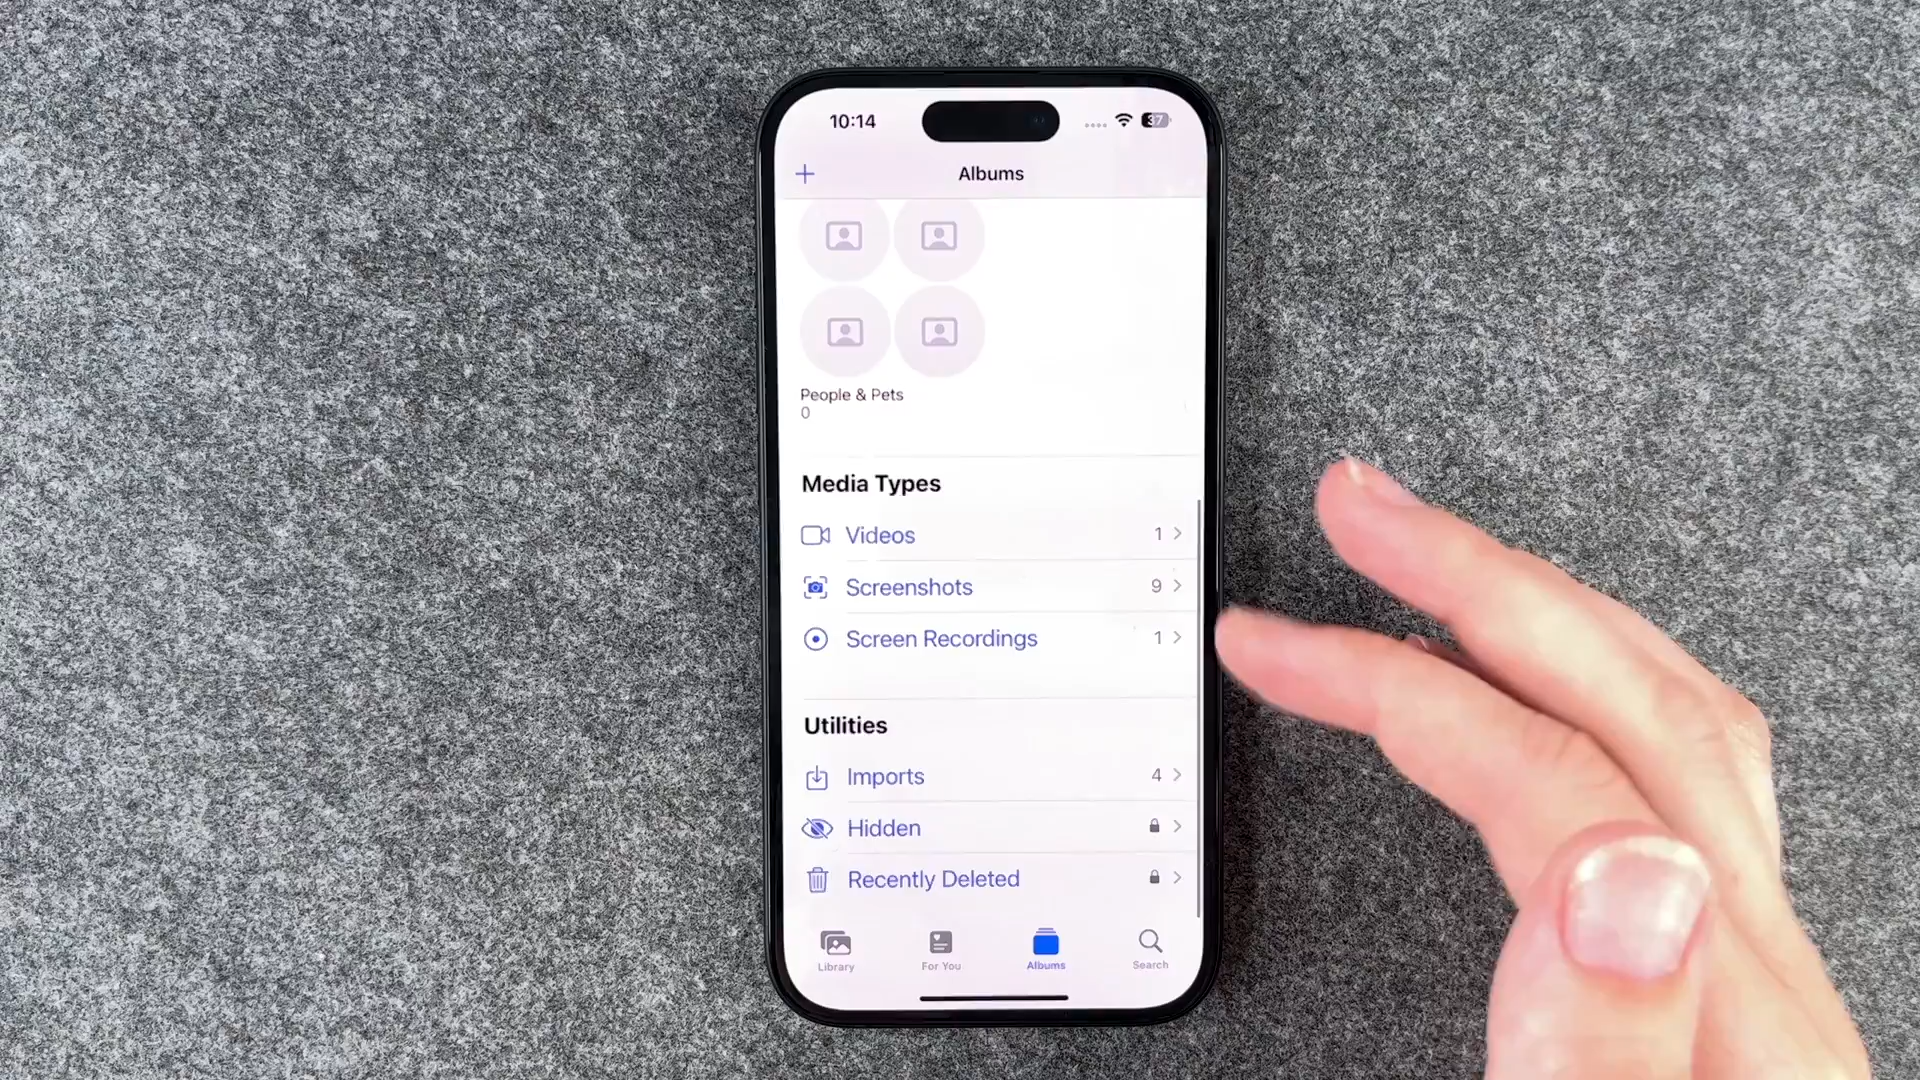 10:14
37
Albums
People & Pets
0
Media Types
Videos 1
Screenshots 9
Screen Recordings 1
Utilities
Imports 4
Hidden
Recently Deleted
Library For You Albums Search